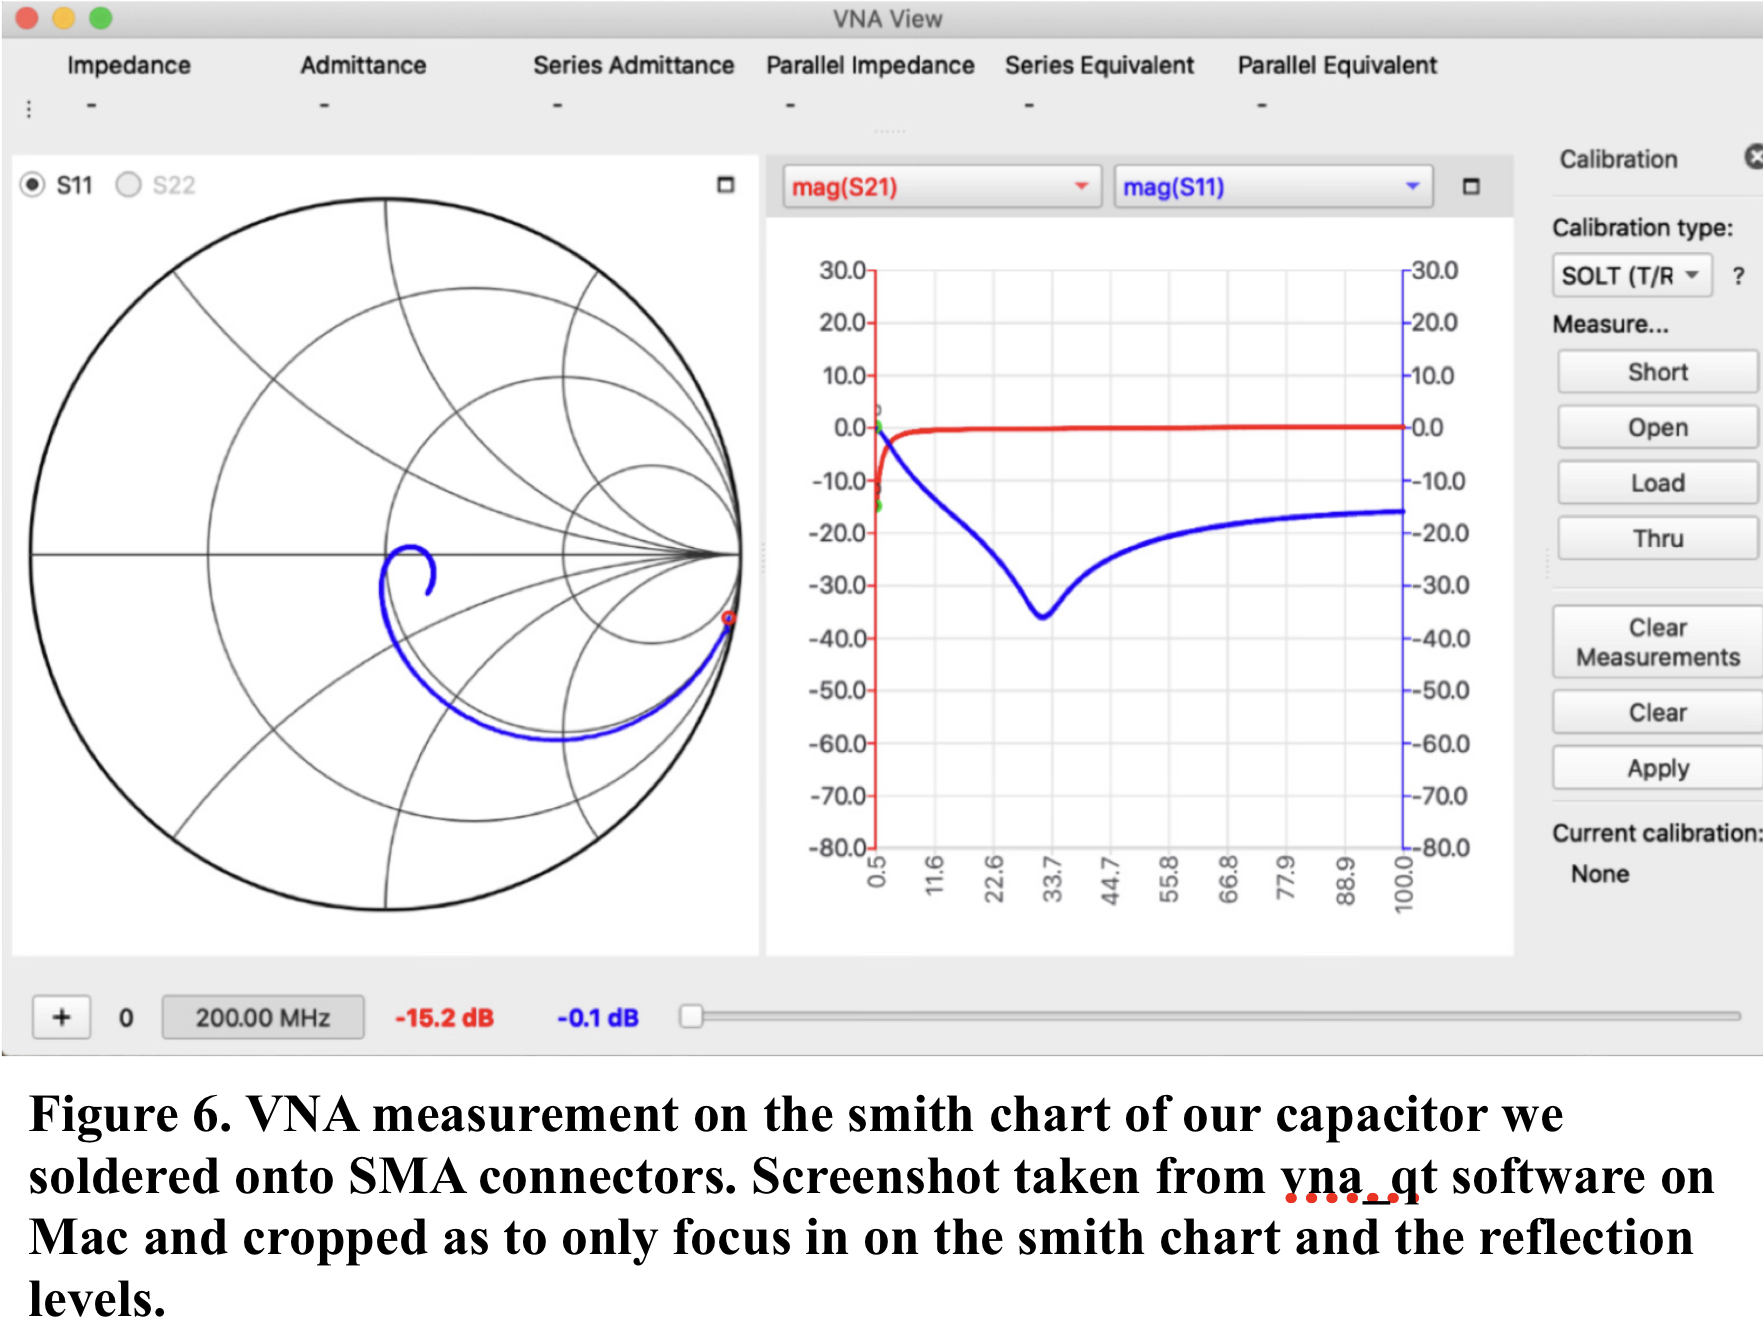 VNA View
Impedance Admittance Series Admittance Parallel Impedance Series Equivalent Parallel Equivalent
- - - - - -
S11 S22
mag(S21) mag(S11)
30.0 30.0
20.0 20.0
10.0 10.0
0.0 0.0
-10.0 -10.0
-20.0 -20.0
-30.0 -30.0
-40.0 -40.0
-50.0 -50.0
-60.0 -60.0
-70.0 -70.0
-80.0 -80.0
0.5 11.6 22.6 33.7 44.7 55.8 66.8 77.9 88.9 100.0
Calibration
Calibration type:
SOLT (T/R ?
Measure...
Short
Open
Load
Thru
Clear
Measurements
Clear
Apply
Current calibration:
None
+ 0 200.00 MHz -15.2 dB -0.1 dB
Figure 6. VNA measurement on the smith chart of our capacitor we
soldered onto SMA connectors. Screenshot taken from vna_qt software on
Mac and cropped as to only focus in on the smith chart and the reflection
levels.